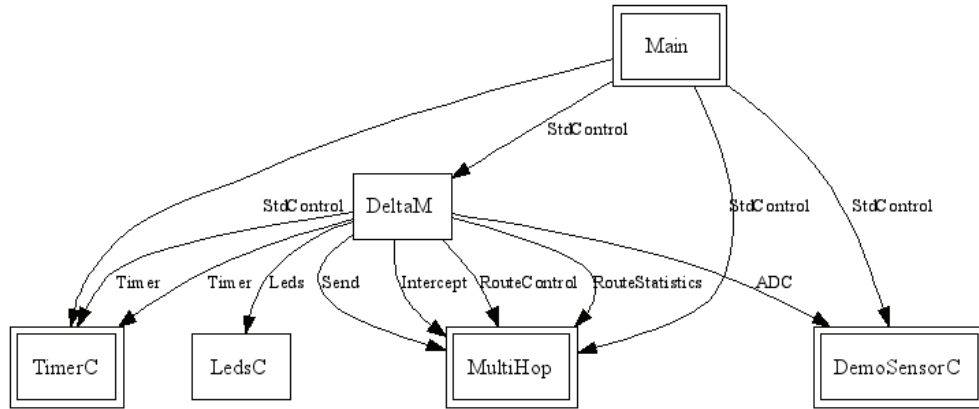 Main
StdControl
DeltaM
StdControl
StdControl
StdControl
Timer
Timer
Leds
Send
Intercept
RouteControl
RouteStatistics
ADC
TimerC
LedsC
MultiHop
DemoSensorC